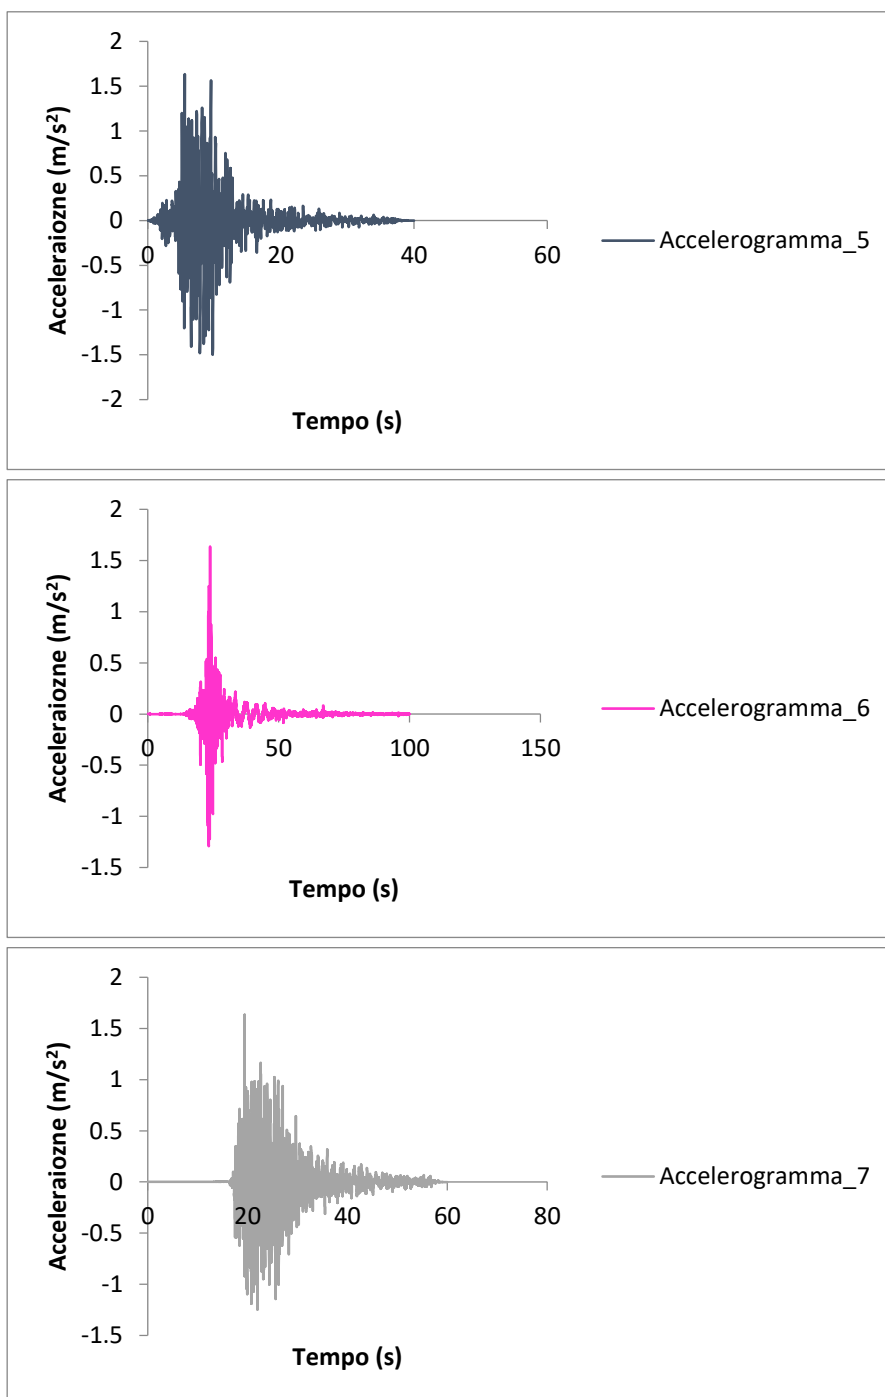 2
1.5
1
0.5
0
-0.5
-1
-1.5
-2
0 20 40 60
Acceleraiozne (m/s²)
Tempo (s)
Accelerogramma_5
2
1.5
1
0.5
0
-0.5
-1
-1.5
0 50 100 150
Acceleraiozne (m/s²)
Tempo (s)
Accelerogramma_6
2
1.5
1
0.5
0
-0.5
-1
-1.5
0 20 40 60 80
Acceleraiozne (m/s²)
Tempo (s)
Accelerogramma_7